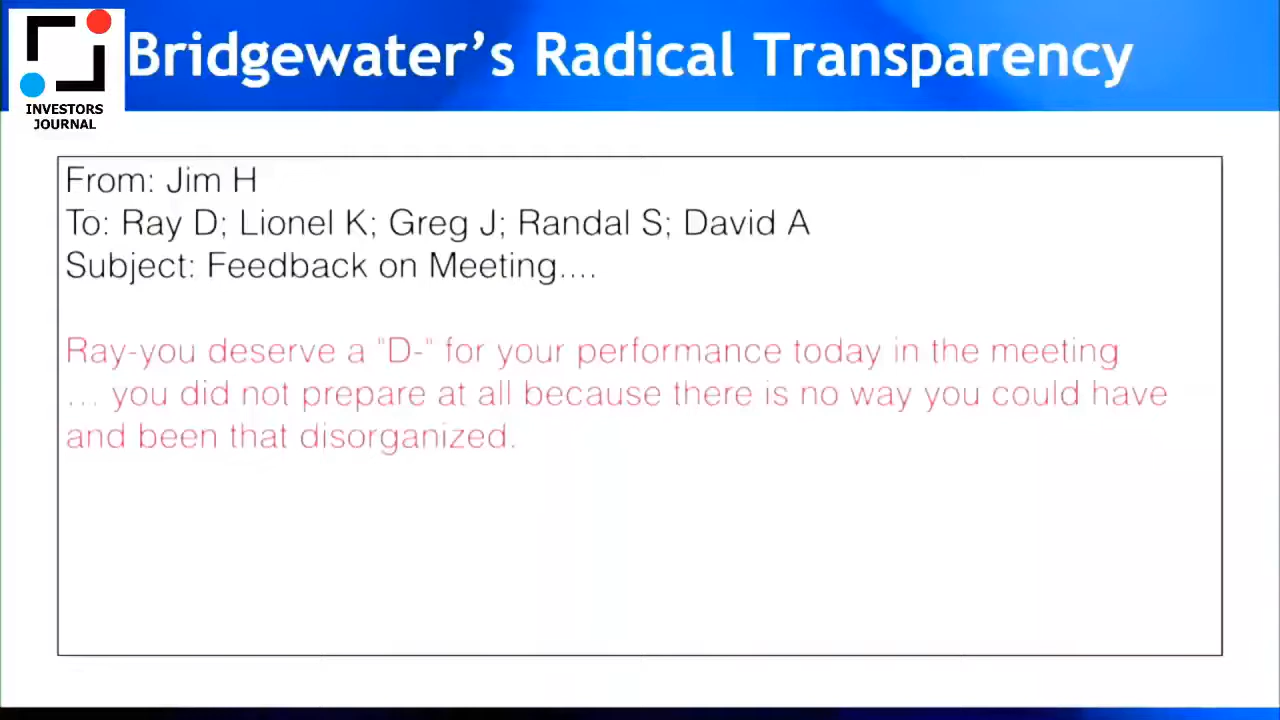 Bridgewater's Radical Transparency
INVESTORS
JOURNAL
From: Jim H
To: Ray D; Lionel K; Greg J; Randal S; David A
Subject: Feedback on Meeting....
Ray-you deserve a "D-" for your performance today in the meeting
... you did not prepare at all because there is no way you could have
and been that disorganized.